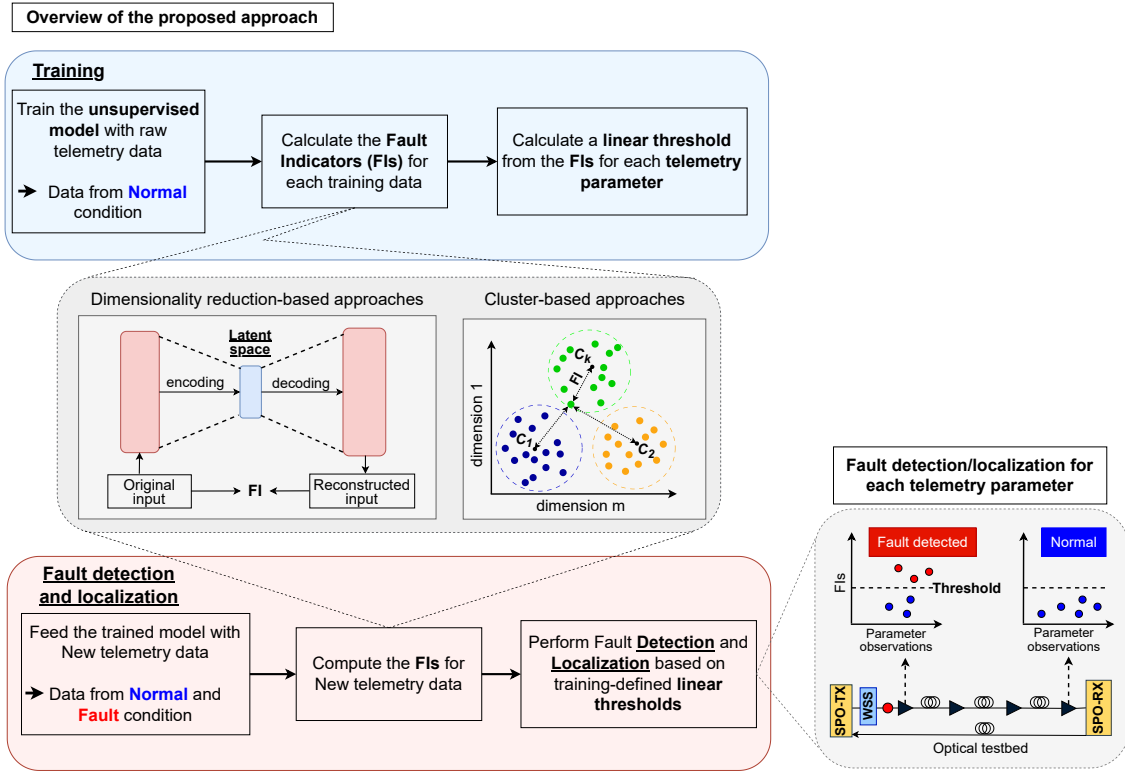 Overview of the proposed approach
Training
Train the unsupervised
model with raw
telemetry data
Data from Normal
condition
Calculate the Fault
Indicators (FIs) for
each training data
Calculate a linear threshold
from the FIs for each telemetry
parameter
Dimensionality reduction-based approaches
Latent
space
encoding
decoding
Original
input
FI
Reconstructed
input
Cluster-based approaches
dimension 1
Ck
FI
C1
C2
dimension m
Fault detection
and localization
Feed the trained model with
New telemetry data
Data from Normal and
Fault condition
Compute the FIs for
New telemetry data
Perform Fault Detection and
Localization based on
training-defined linear
thresholds
Fault detection/localization for
each telemetry parameter
Fault detected
Normal
FIs
Threshold
Parameter
observations
Parameter
observations
SPO-TX
WSS
SPO-RX
Optical testbed